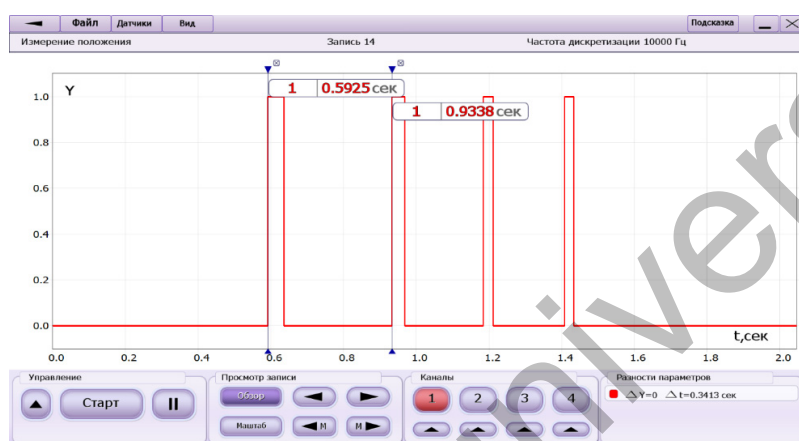 Файл Датчики Вид Подсказка
Измерение положения Запись 14 Частота дискретизации 10000 Гц
Y
1 0.5925 сек
1 0.9338 сек
1.0
0.8
0.6
0.4
0.2
0.0
t,сек
0.0 0.2 0.4 0.6 0.8 1.0 1.2 1.4 1.6 1.8 2.0
Управление Просмотр записи Каналы Разности параметров
Старт Обзор 1 2 3 4 △Y=0 △t=0.3413 сек
Маштаб М М
univers